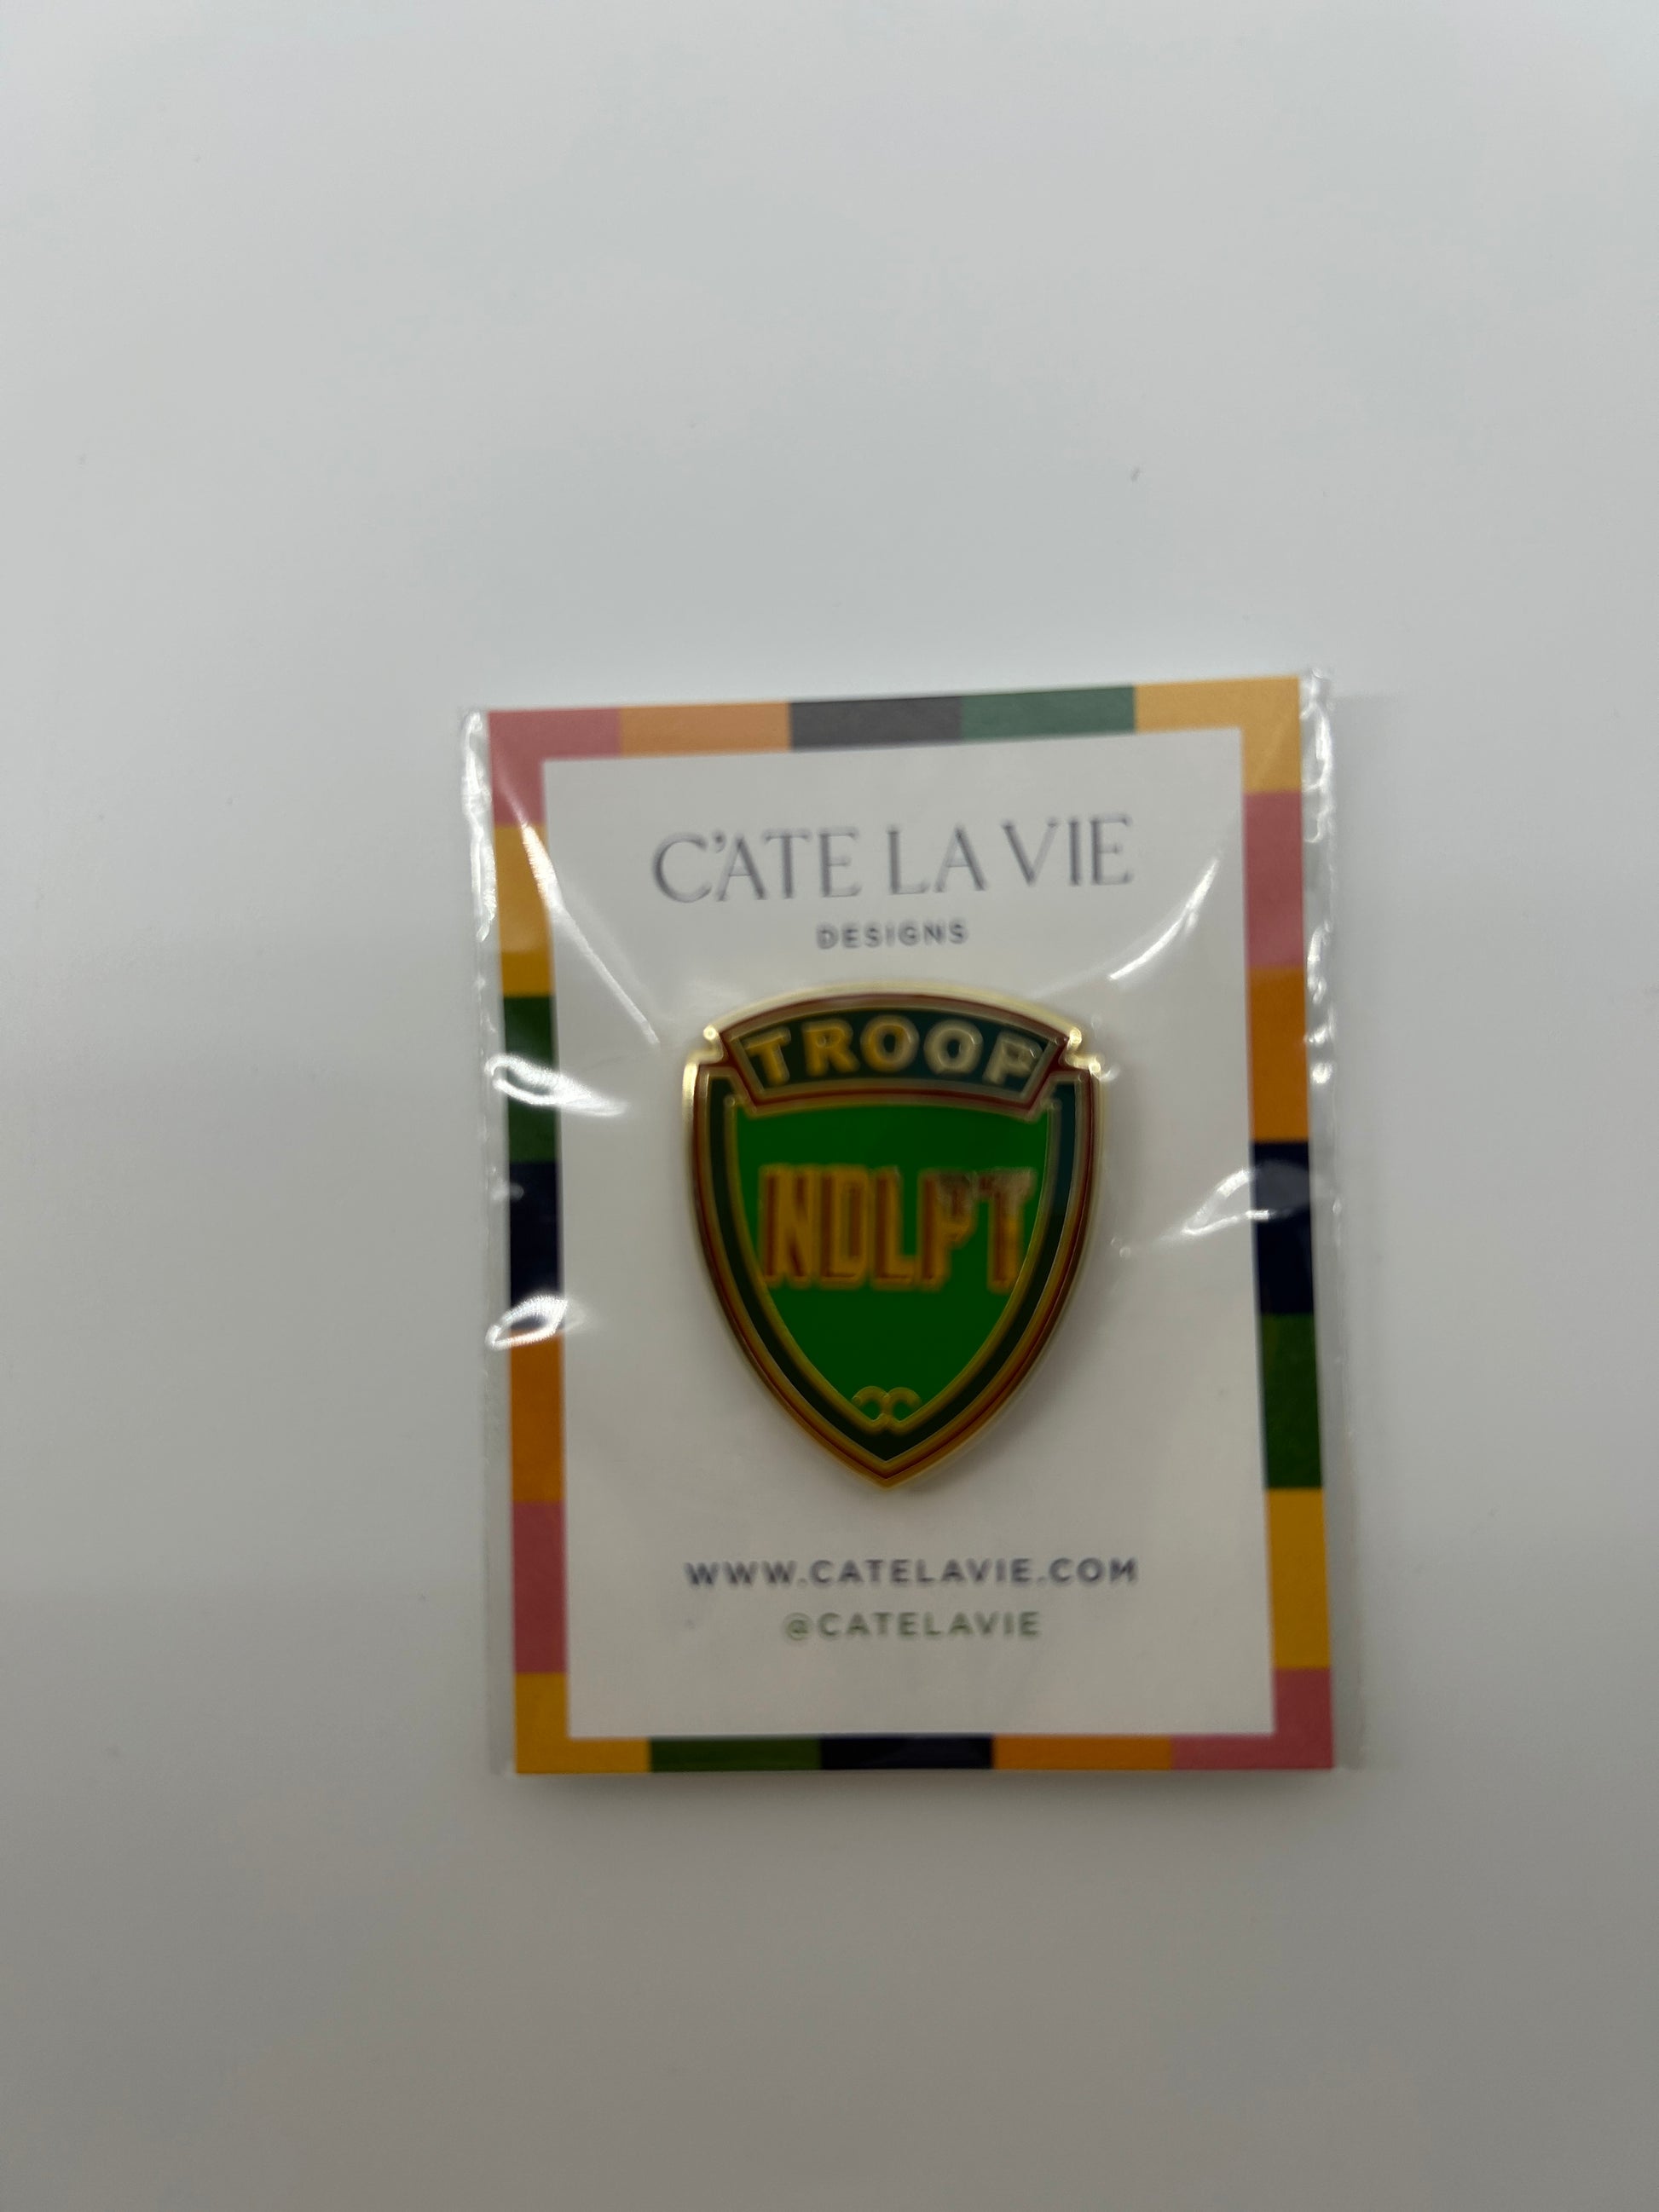 C'ATE LA VIE
DESIGNS
TROOP
NDLPT
WWW.CATELAVIE.COM
@CATELAVIE